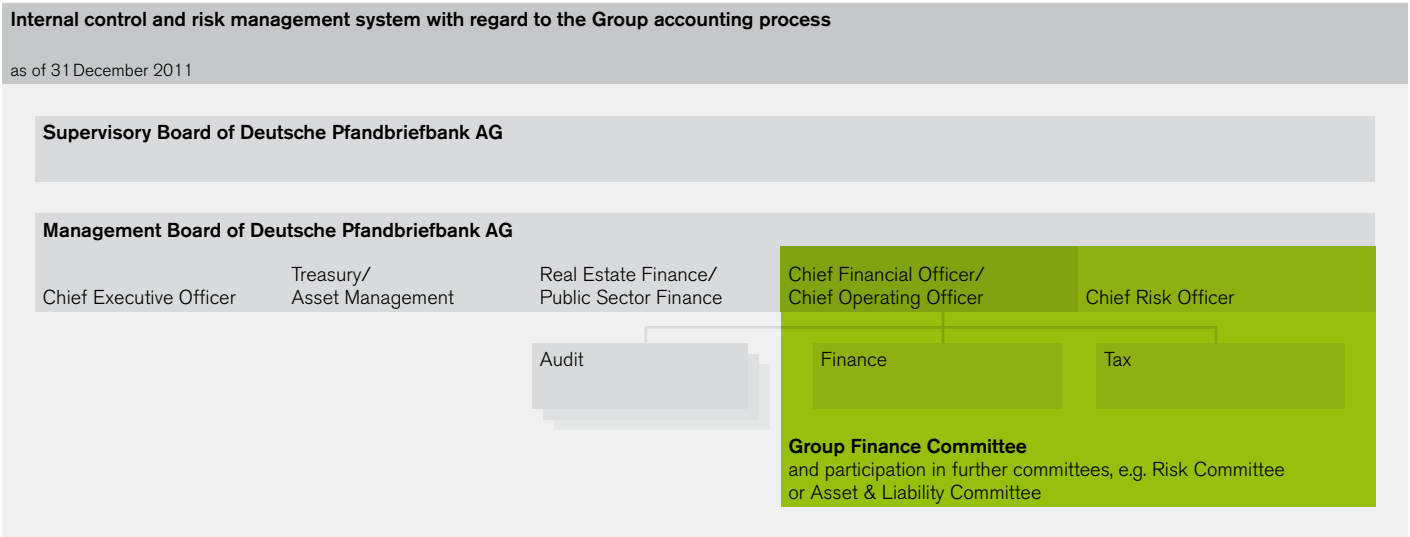 Internal control and risk management system with regard to the Group accounting process
as of 31 December 2011
Supervisory Board of Deutsche Pfandbriefbank AG
Management Board of Deutsche Pfandbriefbank AG
Chief Executive Officer
Treasury/
Asset Management
Real Estate Finance/
Public Sector Finance
Chief Financial Officer/
Chief Operating Officer
Chief Risk Officer
Audit
Finance
Tax
Group Finance Committee
and participation in further committees, e.g. Risk Committee
or Asset & Liability Committee